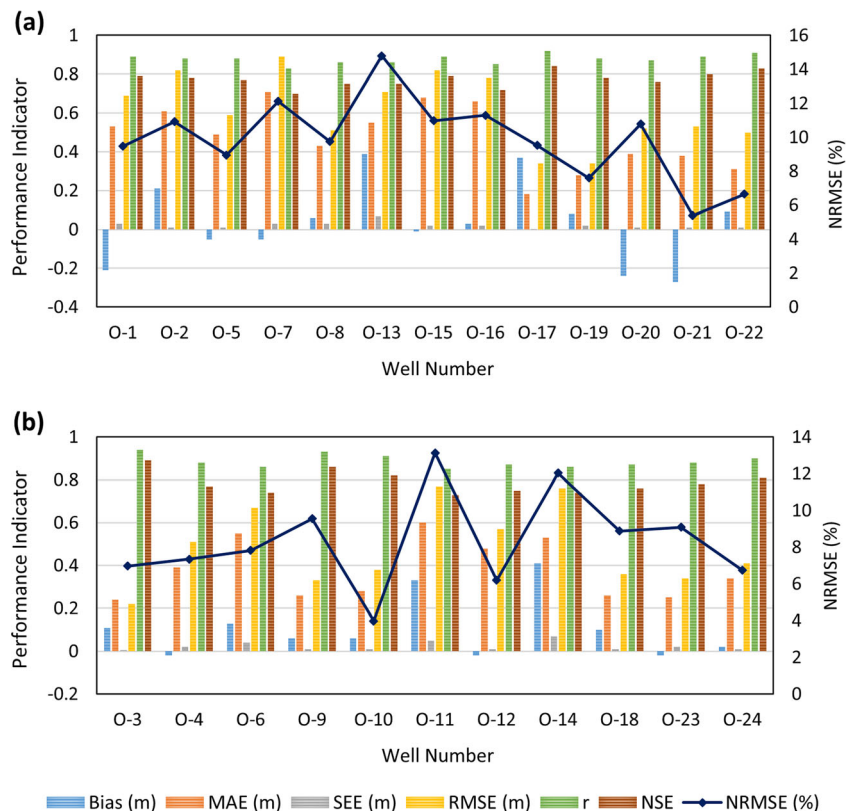 (a)
1
0.8
0.6
0.4
0.2
0
-0.2
-0.4
Performance Indicator
16
14
12
10
8
6
4
2
0
NRMSE (%)
O-1 O-2 O-5 O-7 O-8 O-13 O-15 O-16 O-17 O-19 O-20 O-21 O-22
Well Number
(b)
1
0.8
0.6
0.4
0.2
0
-0.2
Performance Indicator
14
12
10
8
6
4
2
0
NRMSE (%)
O-3 O-4 O-6 O-9 O-10 O-11 O-12 O-14 O-18 O-23 O-24
Well Number
Bias (m) MAE (m) SEE (m) RMSE (m) r NSE NRMSE (%)